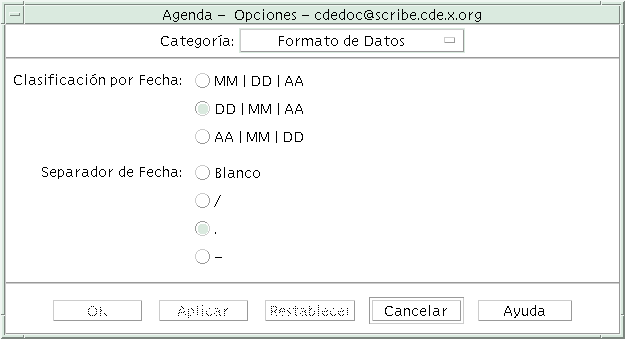 Agenda – Opciones – cdedoc@scribe.cde.x.org
Categoría: Formato de Datos
Clasificación por Fecha: MM | DD | AA
DD | MM | AA
AA | MM | DD
Separador de Fecha: Blanco
/
.
–
OK Aplicar Restablecer Cancelar Ayuda